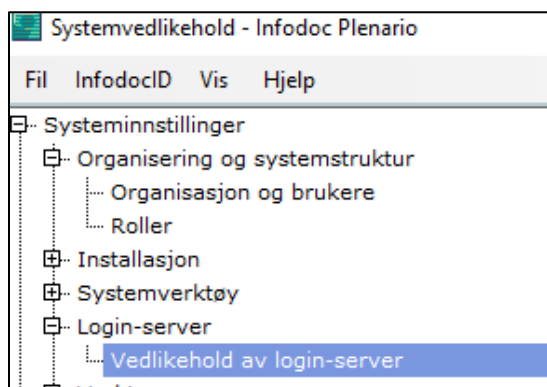 Systemvedlikehold - Infodoc Plenario
Fil InfodocID Vis Hjelp
Systeminnstillinger
Organisering og systemstruktur
Organisasjon og brukere
Roller
Installasjon
Systemverktøy
Login-server
Vedlikehold av login-server